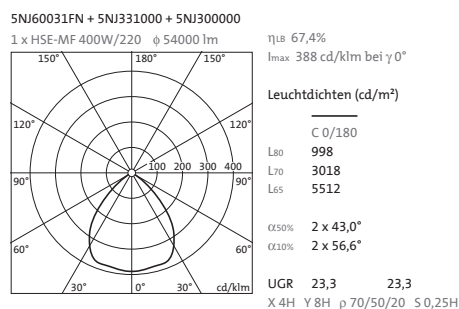 5NJ60031FN + 5NJ331000 + 5NJ300000
1 x HSE-MF 400W/220 ϕ 54000 lm
150° 180° 150°
120° 120°
100 200 300 400
90° 90°
60° 60°
30° 0° 30° cd/klm
ηLB 67,4%
Imax 388 cd/klm bei γ 0°
Leuchtdichten (cd/m²)
C 0/180
L80 998
L70 3018
L65 5512
α50% 2 x 43,0°
α10% 2 x 56,6°
UGR 23,3 23,3
X 4H Y 8H ρ 70/50/20 S 0,25H